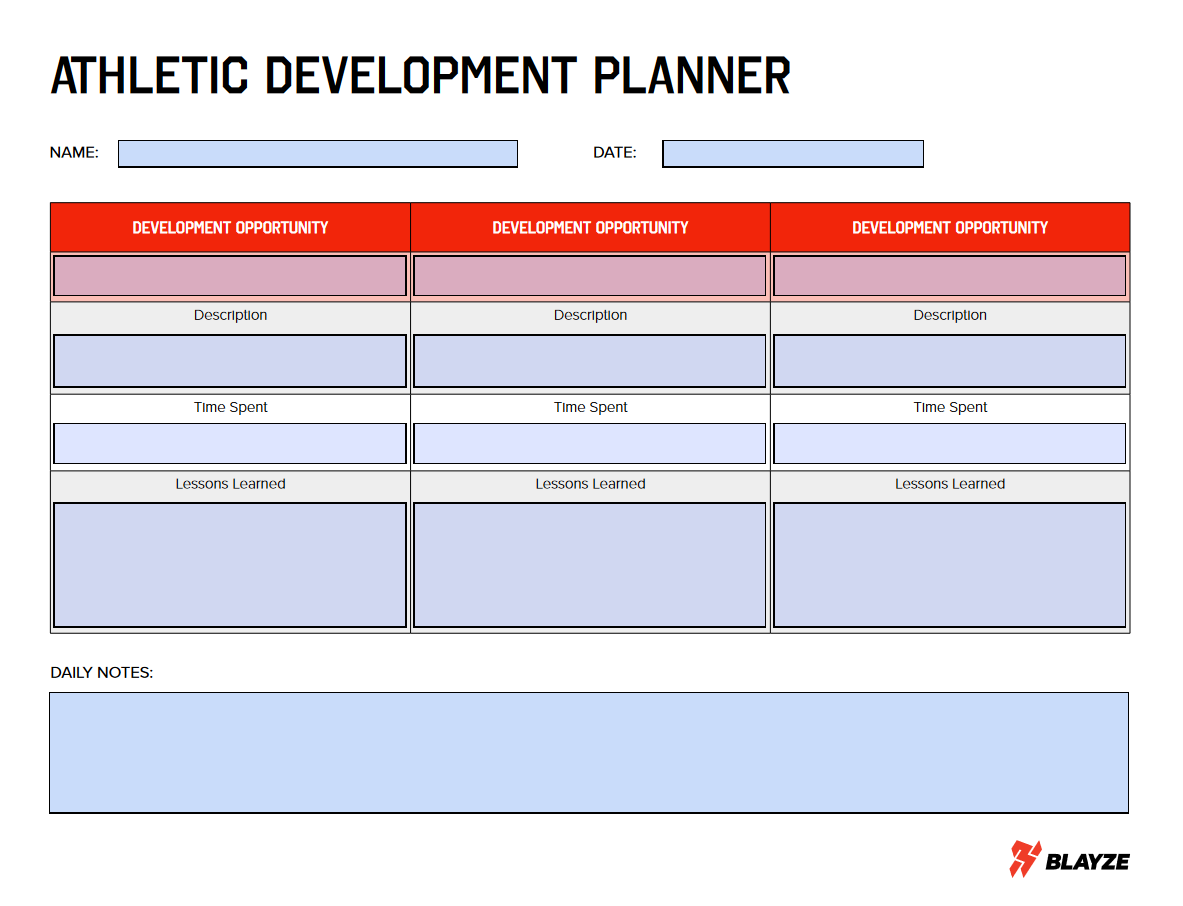 ATHLETIC DEVELOPMENT PLANNER
NAME: DATE:
DEVELOPMENT OPPORTUNITY DEVELOPMENT OPPORTUNITY DEVELOPMENT OPPORTUNITY
Description Description Description
Time Spent Time Spent Time Spent
Lessons Learned Lessons Learned Lessons Learned
DAILY NOTES:
BLAYZE